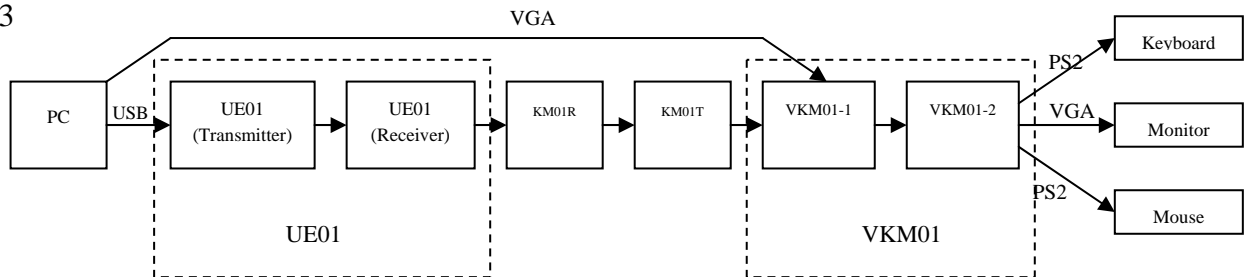 3
VGA
Keyboard
PS2
PC
USB
UE01
(Transmitter)
UE01
(Receiver)
KM01R
KM01T
VKM01-1
VKM01-2
VGA
Monitor
PS2
Mouse
UE01
VKM01